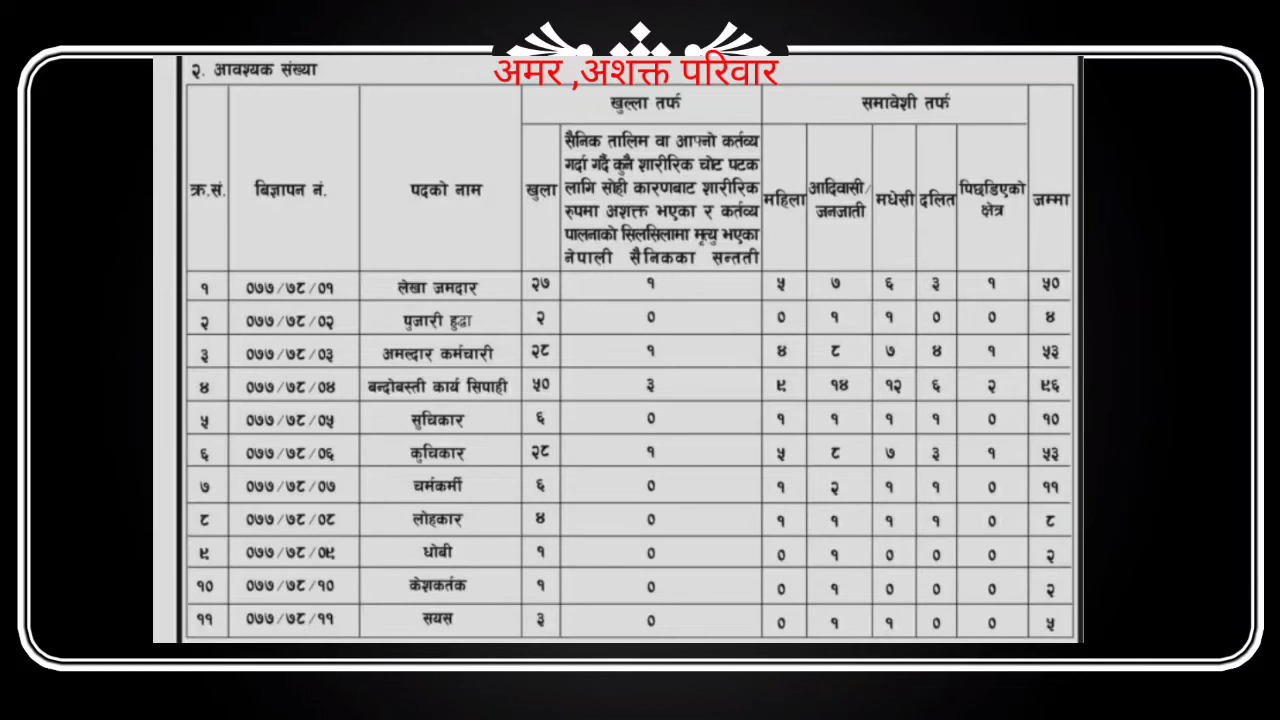 अमर ,अशक्त परिवार
२. आवश्यक संख्या
क्र.सं. बिज्ञापन नं. पदको नाम खुल्ला तर्फ समावेशी तर्फ जम्मा
खुला सैनिक तालिम वा आफ्नो कर्तव्य गर्दा गर्दै कुनै शारीरिक चोट पटक लागि सोही कारणबाट शारीरिक रुपमा अशक्त भएका र कर्तव्य पालनाको सिलसिलामा मृत्यु भएका नेपाली सैनिकका सन्तती महिला आदिवासी/जनजाती मधेसी दलित पिछडिएको क्षेत्र
१ ०७७/७८/०१ लेखा जमदार २७ १ ५ ७ ६ ३ १ ५०
२ ०७७/७८/०२ पुजारी हुद्दा २ ० ० १ १ ० ० ४
३ ०७७/७८/०३ अमल्दार कर्मचारी २८ १ ४ ८ ७ ४ १ ५३
४ ०७७/७८/०४ बन्दोबस्ती कार्य सिपाही ५० ३ ९ १४ १२ ६ २ ९६
५ ०७७/७८/०५ सुचिकार ६ ० १ १ १ १ ० १०
६ ०७७/७८/०६ कुचिकार २८ १ ५ ८ ७ ३ १ ५३
७ ०७७/७८/०७ चर्मकर्मी ६ ० १ २ १ १ ० ११
८ ०७७/७८/०८ लोहकार ४ ० १ १ १ १ ० ८
९ ०७७/७८/०९ धोबी १ ० ० १ ० ० ० २
१० ०७७/७८/१० केशकर्तक १ ० ० १ ० ० ० २
११ ०७७/७८/११ सयस ३ ० ० १ १ ० ० ५